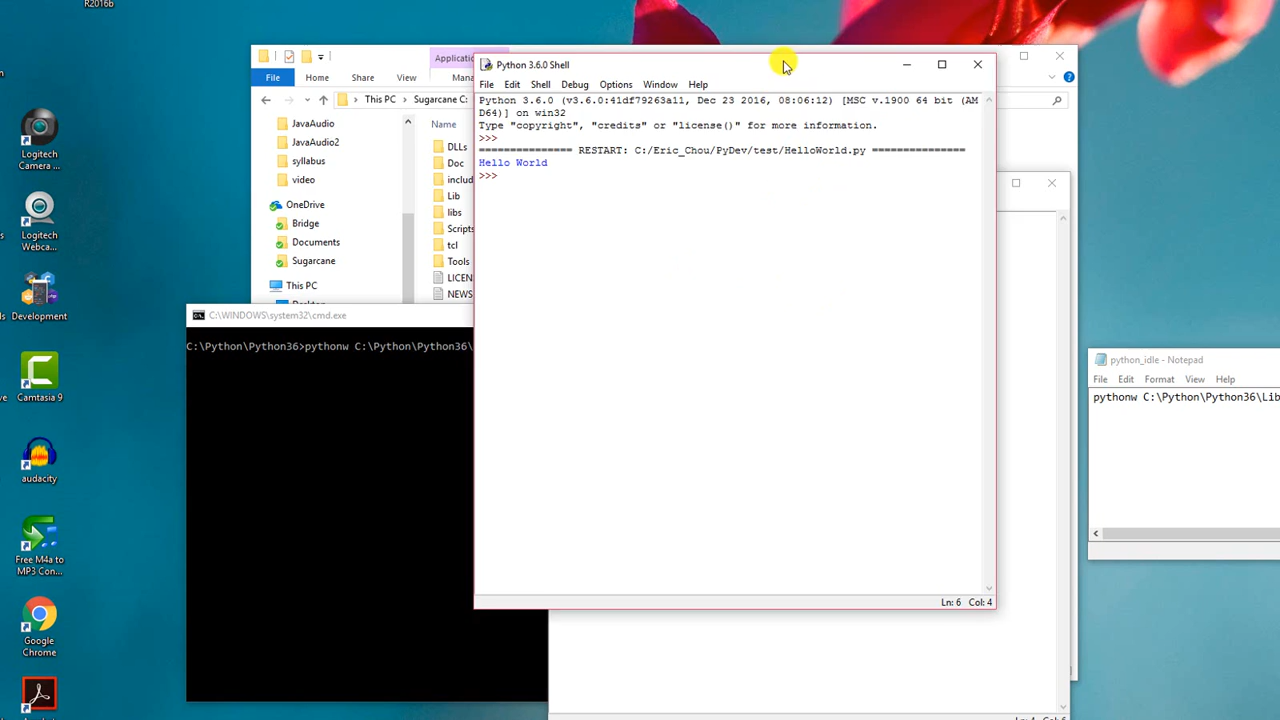 R2016b
Logitech
Camera ...
Logitech
Webca...
Development
Camtasia 9
audacity
Free M4a to
MP3 Con...
Google
Chrome
File
Home
Share
View
This PC
Sugarcane C:
JavaAudio
JavaAudio2
syllabus
video
OneDrive
Bridge
Documents
Sugarcane
This PC
Name
DLLs
Doc
includ
Lib
libs
Scripts
tcl
Tools
LICEN
NEWS
Python 3.6.0 Shell
File Edit Shell Debug Options Window Help
Python 3.6.0 (v3.6.0:41df79263a11, Dec 23 2016, 08:06:12) [MSC v.1900 64 bit (AM
D64)] on win32
Type "copyright", "credits" or "license()" for more information.
>>>
=============== RESTART: C:/Eric_Chou/PyDev/test/HelloWorld.py ===============
Hello World
>>>
Ln: 6 Col: 4
C:\WINDOWS\system32\cmd.exe
C:\Python\Python36>pythonw C:\Python\Python36\
python_idle - Notepad
File Edit Format View Help
pythonw C:\Python\Python36\Lib